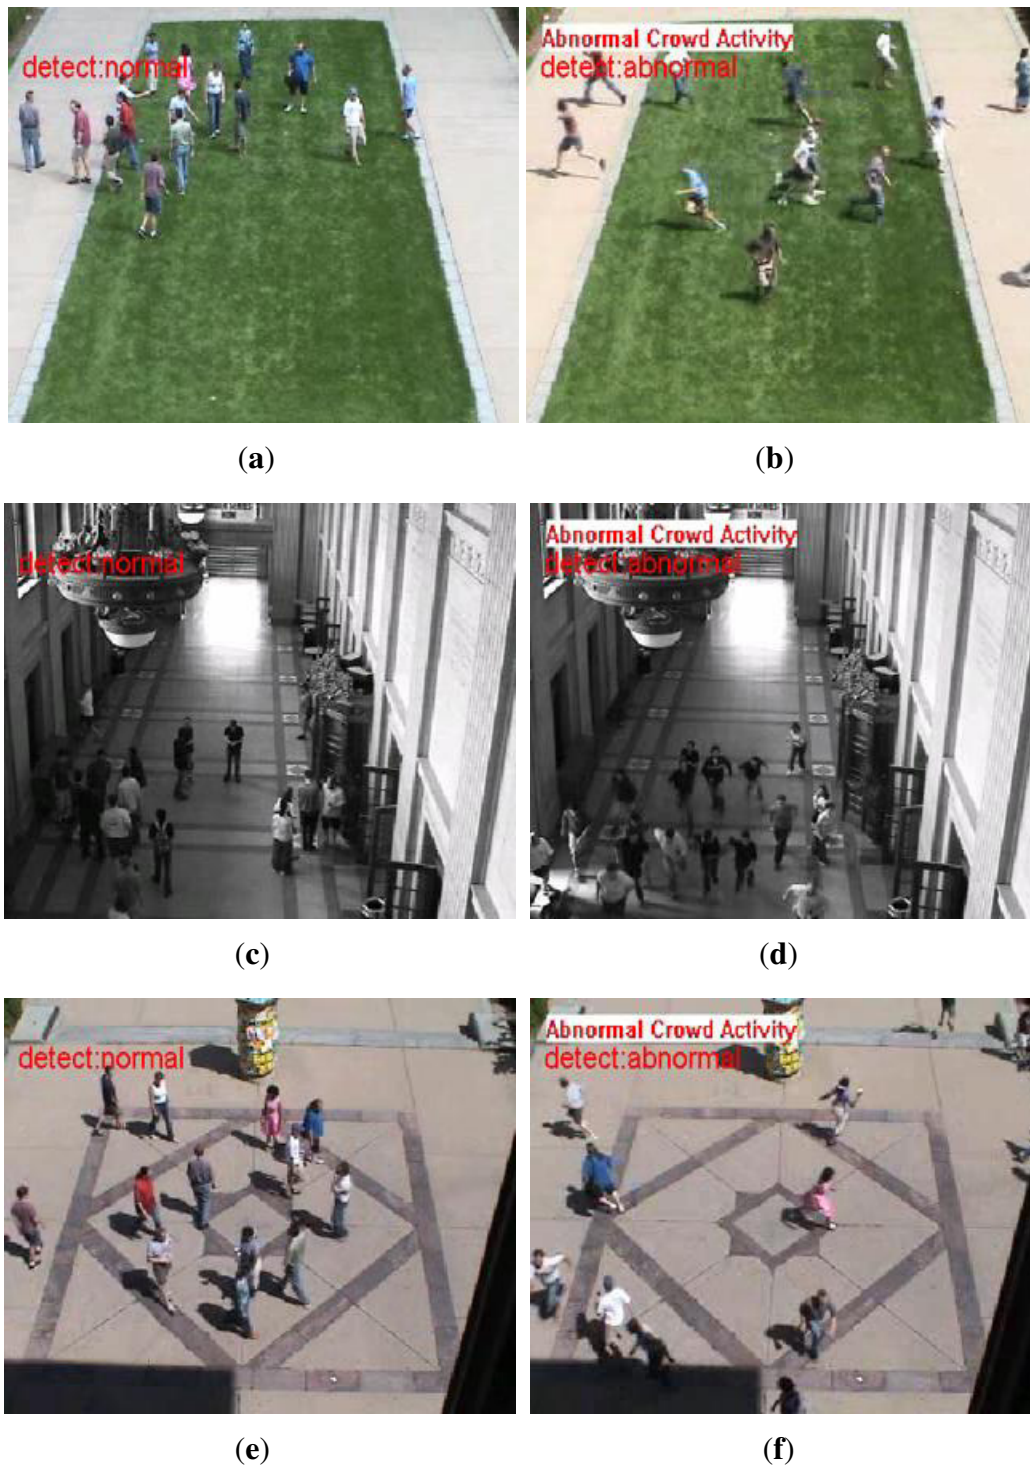 detect:normal
Abnormal Crowd Activity
detect:abnormal
(a)
(b)
detect:normal
Abnormal Crowd Activity
detect:abnormal
(c)
(d)
detect:normal
Abnormal Crowd Activity
detect:abnormal
(e)
(f)